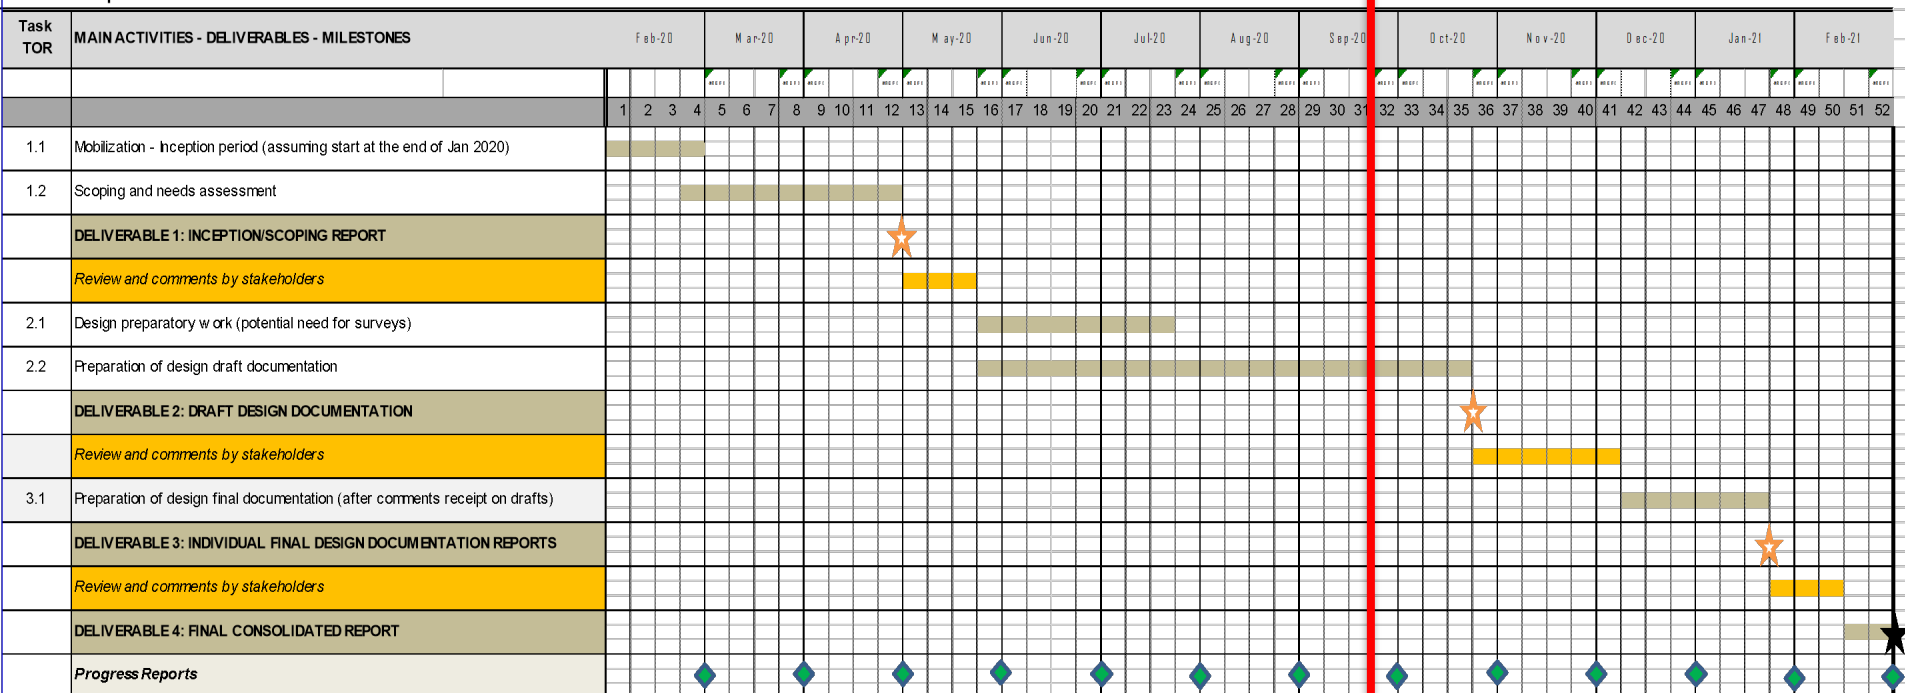 Task
TOR
MAIN ACTIVITIES - DELIVERABLES - MILESTONES
Feb-20 Mar-20 Apr-20 May-20 Jun-20 Jul-20 Aug-20 Sep-20 Oct-20 Nov-20 Dec-20 Jan-21 Feb-21
1 2 3 4 5 6 7 8 9 10 11 12 13 14 15 16 17 18 19 20 21 22 23 24 25 26 27 28 29 30 31 32 33 34 35 36 37 38 39 40 41 42 43 44 45 46 47 48 49 50 51 52
1.1 Mobilization - Inception period (assuming start at the end of Jan 2020)
1.2 Scoping and needs assessment
DELIVERABLE 1: INCEPTION/SCOPING REPORT
Review and comments by stakeholders
2.1 Design preparatory work (potential need for surveys)
2.2 Preparation of design draft documentation
DELIVERABLE 2: DRAFT DESIGN DOCUMENTATION
Review and comments by stakeholders
3.1 Preparation of design final documentation (after comments receipt on drafts)
DELIVERABLE 3: INDIVIDUAL FINAL DESIGN DOCUMENTATION REPORTS
Review and comments by stakeholders
DELIVERABLE 4: FINAL CONSOLIDATED REPORT
Progress Reports